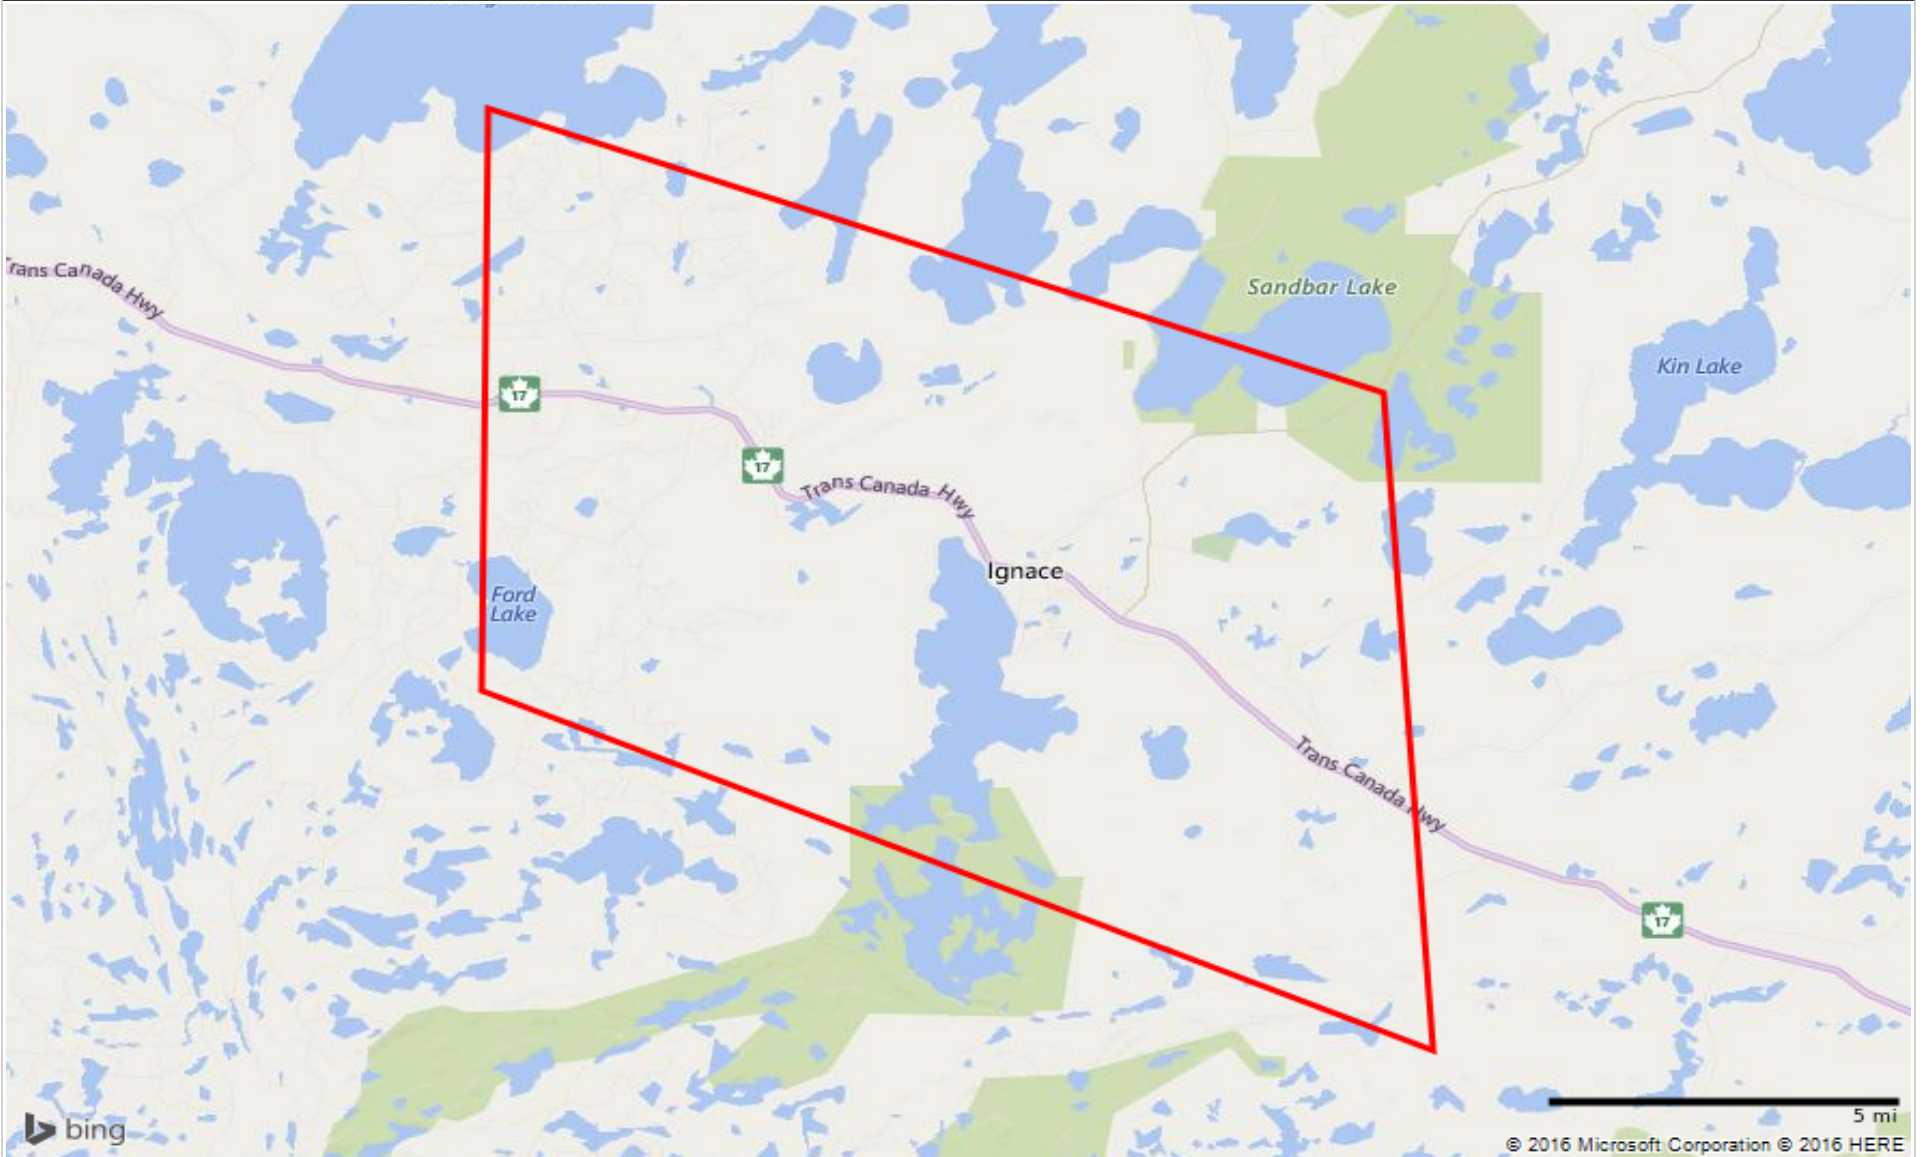 Trans Canada Hwy
Sandbar Lake
Kin Lake
17
17
Trans Canada Hwy
Ignace
Ford
Lake
Trans Canada Hwy
17
5 mi
bing
© 2016 Microsoft Corporation © 2016 HERE